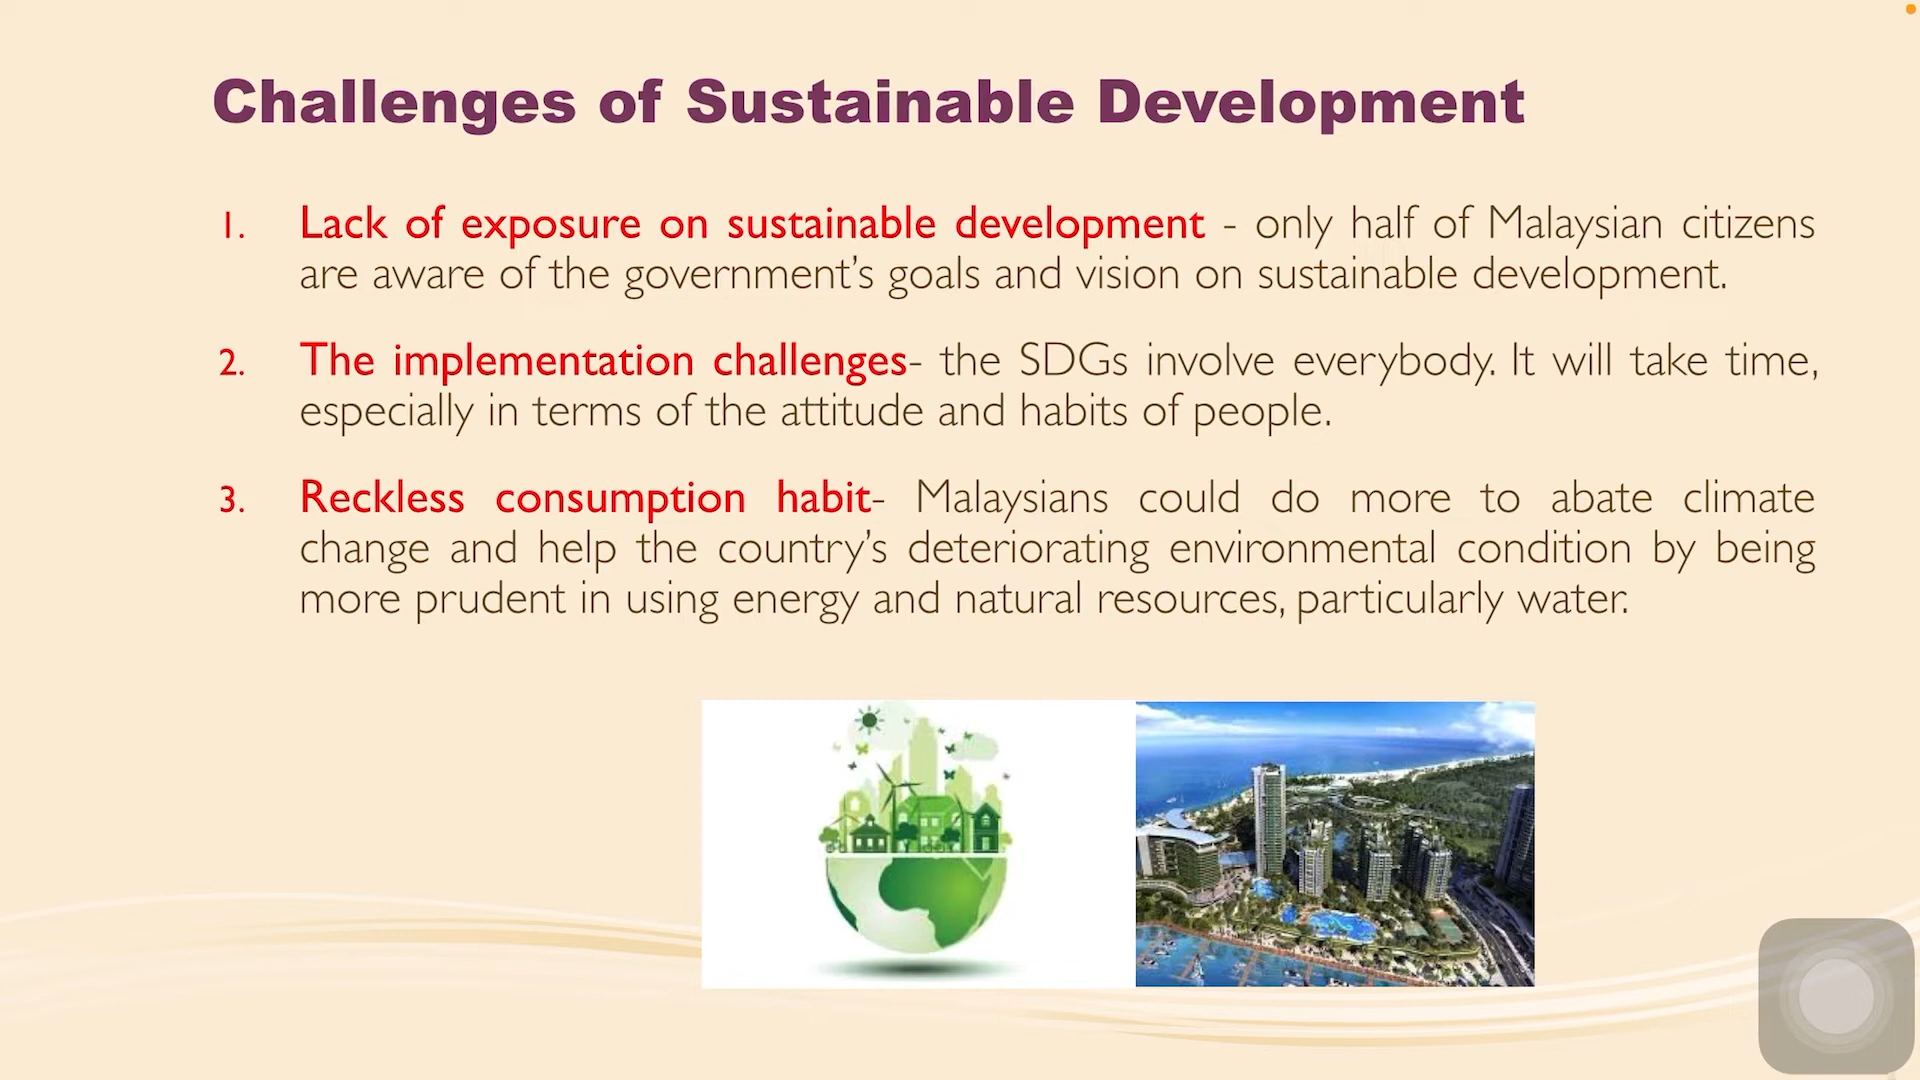 Challenges of Sustainable Development
1. Lack of exposure on sustainable development - only half of Malaysian citizens
are aware of the government’s goals and vision on sustainable development.
2. The implementation challenges- the SDGs involve everybody. It will take time,
especially in terms of the attitude and habits of people.
3. Reckless consumption habit- Malaysians could do more to abate climate
change and help the country’s deteriorating environmental condition by being
more prudent in using energy and natural resources, particularly water.